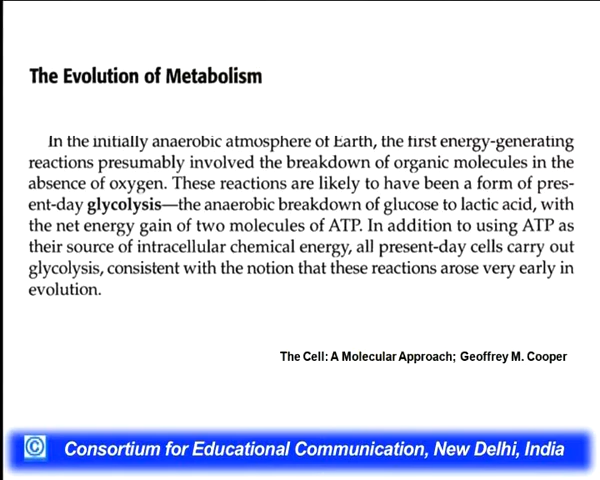 The Evolution of Metabolism
In the initially anaerobic atmosphere of Earth, the first energy-generating
reactions presumably involved the breakdown of organic molecules in the
absence of oxygen. These reactions are likely to have been a form of pres-
ent-day glycolysis—the anaerobic breakdown of glucose to lactic acid, with
the net energy gain of two molecules of ATP. In addition to using ATP as
their source of intracellular chemical energy, all present-day cells carry out
glycolysis, consistent with the notion that these reactions arose very early in
evolution.
The Cell: A Molecular Approach; Geoffrey M. Cooper
© Consortium for Educational Communication, New Delhi, India